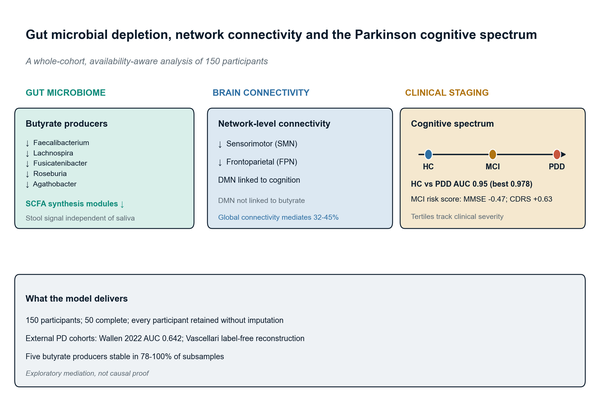 Gut microbial depletion, network connectivity and the Parkinson cognitive spectrum
A whole-cohort, availability-aware analysis of 150 participants
GUT MICROBIOME
Butyrate producers
↓ Faecalibacterium
↓ Lachnospira
↓ Fusicatenibacter
↓ Roseburia
↓ Agathobacter
SCFA synthesis modules ↓
Stool signal independent of saliva
BRAIN CONNECTIVITY
Network-level connectivity
↓ Sensorimotor (SMN)
↓ Frontoparietal (FPN)
DMN linked to cognition
DMN not linked to butyrate
Global connectivity mediates 32-45%
CLINICAL STAGING
Cognitive spectrum
HC MCI PDD
HC vs PDD AUC 0.95 (best 0.978)
MCI risk score: MMSE -0.47; CDRS +0.63
Tertiles track clinical severity
What the model delivers
150 participants; 50 complete; every participant retained without imputation
External PD cohorts: Wallen 2022 AUC 0.642; Vascellari label-free reconstruction
Five butyrate producers stable in 78-100% of subsamples
Exploratory mediation, not causal proof